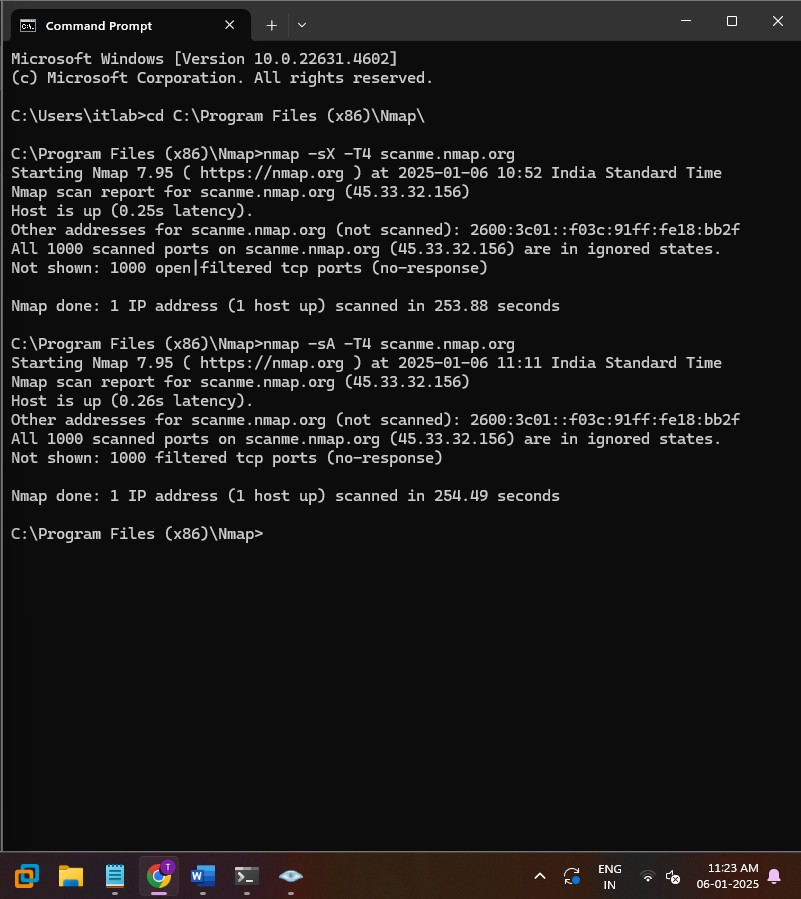 Command Prompt
Microsoft Windows [Version 10.0.22631.4602]
(c) Microsoft Corporation. All rights reserved.
C:\Users\itlab>cd C:\Program Files (x86)\Nmap\
C:\Program Files (x86)\Nmap>nmap -sX -T4 scanme.nmap.org
Starting Nmap 7.95 ( https://nmap.org ) at 2025-01-06 10:52 India Standard Time
Nmap scan report for scanme.nmap.org (45.33.32.156)
Host is up (0.25s latency).
Other addresses for scanme.nmap.org (not scanned): 2600:3c01::f03c:91ff:fe18:bb2f
All 1000 scanned ports on scanme.nmap.org (45.33.32.156) are in ignored states.
Not shown: 1000 open|filtered tcp ports (no-response)
Nmap done: 1 IP address (1 host up) scanned in 253.88 seconds
C:\Program Files (x86)\Nmap>nmap -sA -T4 scanme.nmap.org
Starting Nmap 7.95 ( https://nmap.org ) at 2025-01-06 11:11 India Standard Time
Nmap scan report for scanme.nmap.org (45.33.32.156)
Host is up (0.26s latency).
Other addresses for scanme.nmap.org (not scanned): 2600:3c01::f03c:91ff:fe18:bb2f
All 1000 scanned ports on scanme.nmap.org (45.33.32.156) are in ignored states.
Not shown: 1000 filtered tcp ports (no-response)
Nmap done: 1 IP address (1 host up) scanned in 254.49 seconds
C:\Program Files (x86)\Nmap>
T
W
ENG
IN
11:23 AM
06-01-2025